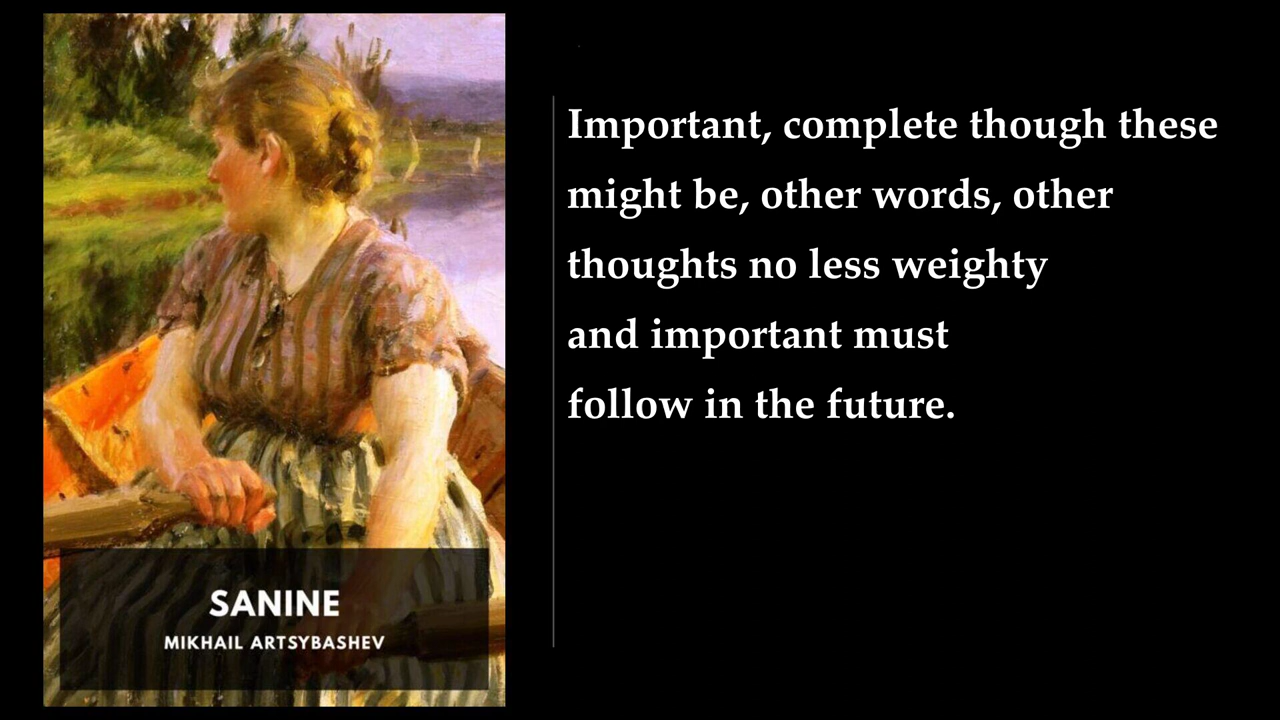 SANINE
MIKHAIL ARTSYBASHEV
Important, complete though these
might be, other words, other
thoughts no less weighty
and important must
follow in the future.